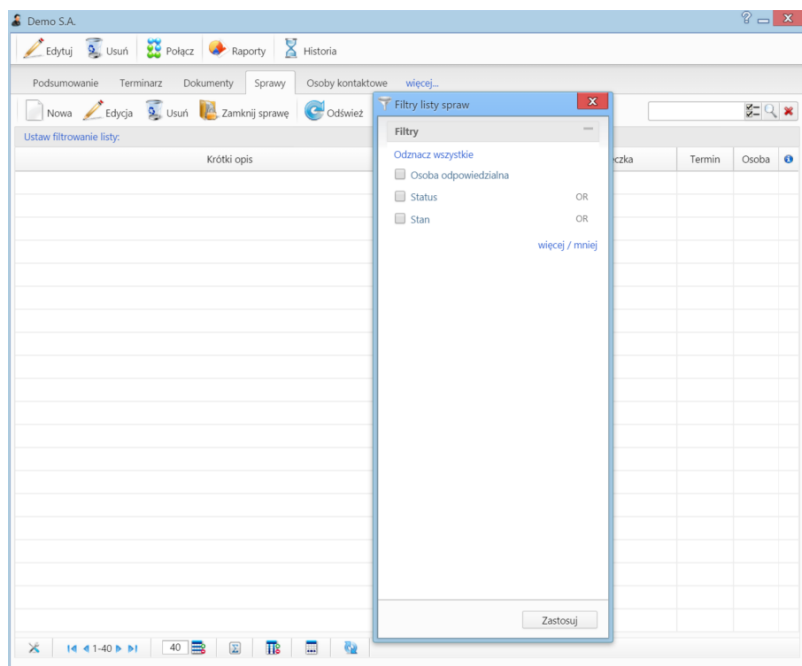 Demo S.A.
Edytuj Usuń Połącz Raporty Historia
Podsumowanie Terminarz Dokumenty Sprawy Osoby kontaktowe więcej...
Nowa Edycja Usuń Zamknij sprawę Odśwież
Ustaw filtrowanie listy:
Krótki opis czka Termin Osoba
Filtry listy spraw
Filtry
Odznacz wszystkie
Osoba odpowiedzialna
Status OR
Stan OR
więcej / mniej
Zastosuj
1-40 40